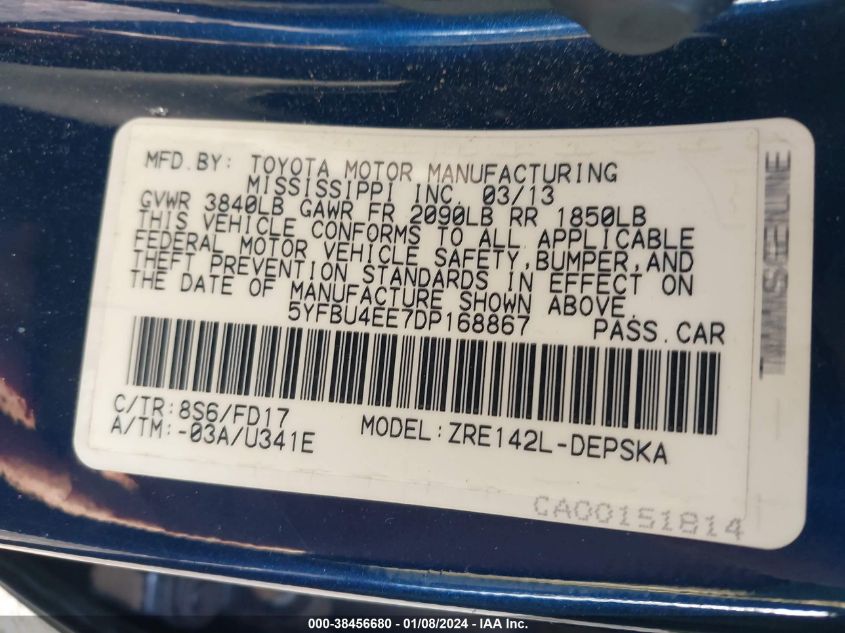 MFD.BY: TOYOTA MOTOR MANUFACTURING
MISSISSIPPI INC. 03/13
GVWR 3840LB GAWR FR 2090LB RR 1850LB
THIS VEHICLE CONFORMS TO ALL APPLICABLE
FEDERAL MOTOR VEHICLE SAFETY,BUMPER,AND
THEFT PREVENTION STANDARDS IN EFFECT ON
THE DATE OF MANUFACTURE SHOWN ABOVE.
5YFBU4EE7DP168867 PASS.CAR
C/TR:8S6/FD17
A/TM:-03A/U341E MODEL:ZRE142L-DEPSKA
CA00151814
000-38456680 - 01/08/2024 - IAAI.com